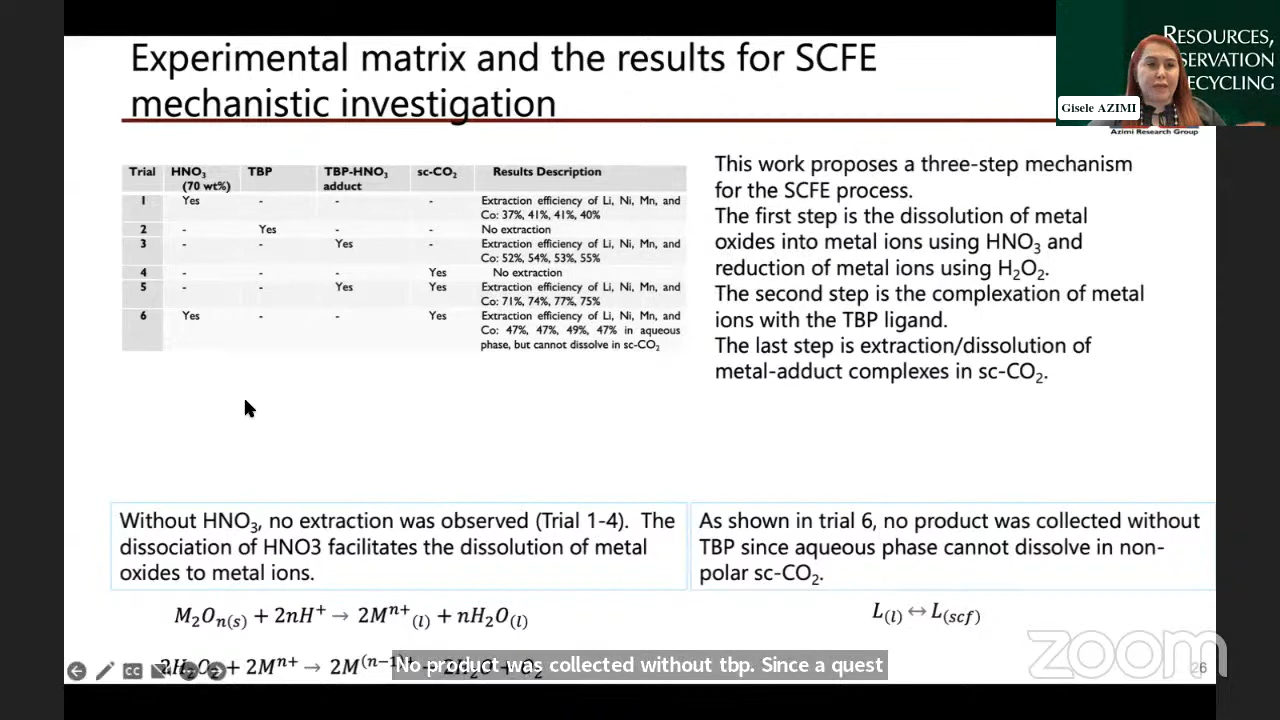 Experimental matrix and the results for SCFE
mechanistic investigation
RESOURCES,
SERVATION
ECYCLING
Gisele AZIMI
Azimi Research Group
Trial HNO₃ (70 wt%) TBP TBP-HNO₃ adduct sc-CO₂ Results Description
1 Yes - - - Extraction efficiency of Li, Ni, Mn, and
Co: 37%, 41%, 41%, 40%
2 - Yes - - No extraction
3 - - Yes - Extraction efficiency of Li, Ni, Mn, and
Co: 52%, 54%, 53%, 55%
4 - - - Yes No extraction
5 - - Yes Yes Extraction efficiency of Li, Ni, Mn, and
Co: 71%, 74%, 77%, 75%
6 Yes - - Yes Extraction efficiency of Li, Ni, Mn, and
Co: 47%, 47%, 49%, 47% in aqueous
phase, but cannot dissolve in sc-CO₂
This work proposes a three-step mechanism
for the SCFE process.
The first step is the dissolution of metal
oxides into metal ions using HNO₃ and
reduction of metal ions using H₂O₂.
The second step is the complexation of metal
ions with the TBP ligand.
The last step is extraction/dissolution of
metal-adduct complexes in sc-CO₂.
Without HNO₃, no extraction was observed (Trial 1-4). The
dissociation of HNO3 facilitates the dissolution of metal
oxides to metal ions.
M₂Oₙ₍ₛ₎ + 2nH⁺ → 2Mⁿ⁺₍ₗ₎ + nH₂O₍ₗ₎
2H₂O₂ + 2Mⁿ⁺ → 2M⁽ⁿ⁻¹
As shown in trial 6, no product was collected without
TBP since aqueous phase cannot dissolve in non-
polar sc-CO₂.
L₍ₗ₎ ↔ L₍scf₎
No product was collected without tbp. Since a quest
zoom
26